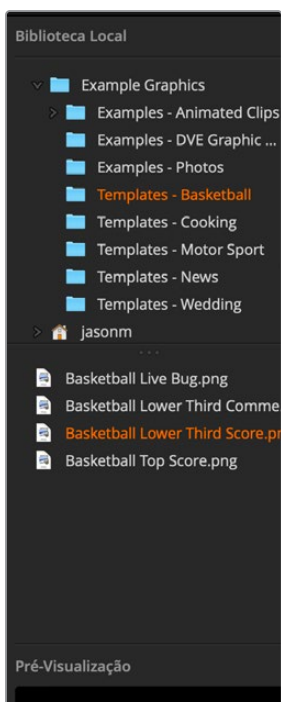 Biblioteca Local
Example Graphics
Examples - Animated Clips
Examples - DVE Graphic ...
Examples - Photos
Templates - Basketball
Templates - Cooking
Templates - Motor Sport
Templates - News
Templates - Wedding
jasonm
Basketball Live Bug.png
Basketball Lower Third Comme
Basketball Lower Third Score.pr
Basketball Top Score.png
Pré-Visualização